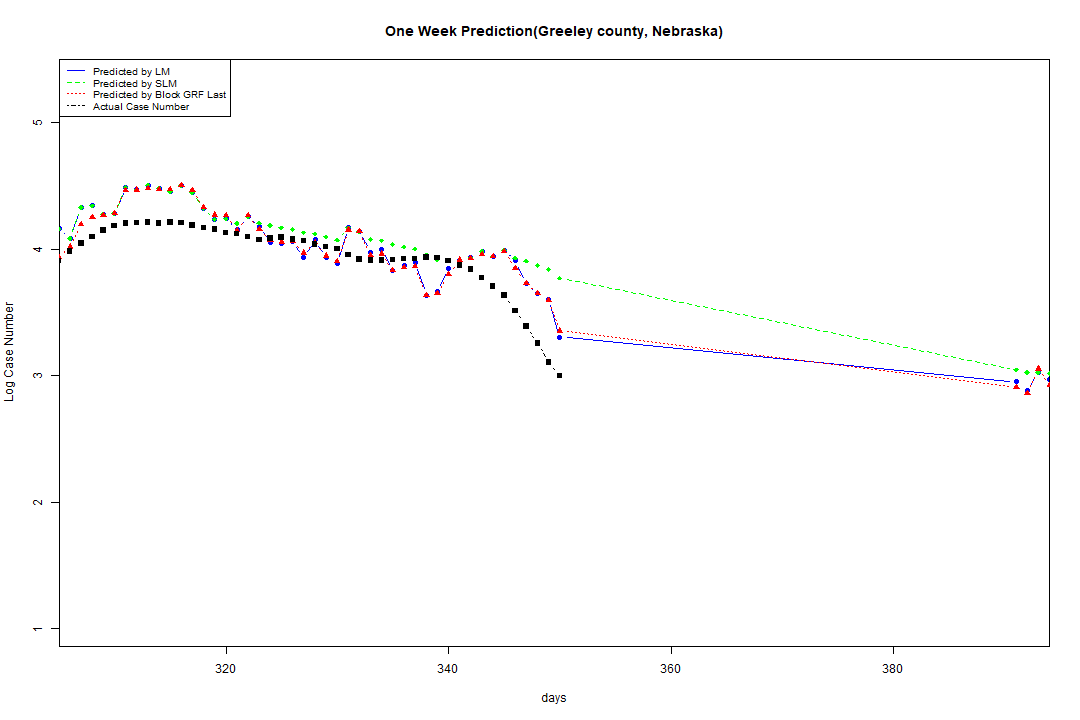 One Week Prediction(Greeley county, Nebraska)
Predicted by LM
Predicted by SLM
Predicted by Block GRF Last
Actual Case Number
5
4
3
2
1
Log Case Number
320 340 360 380
days